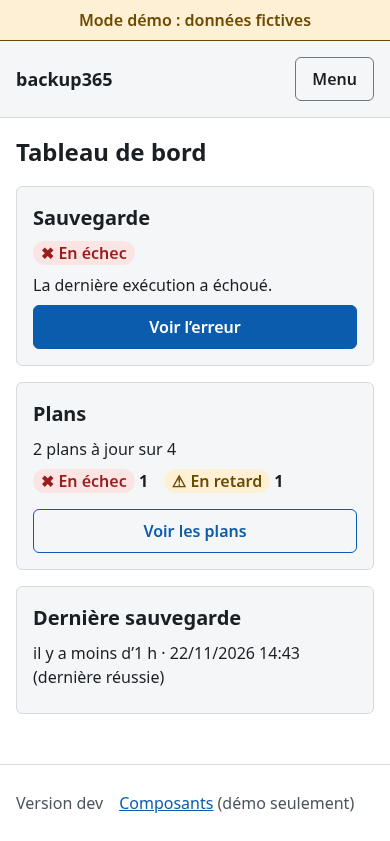 Mode démo : données fictives
backup365
Menu
Tableau de bord
Sauvegarde
✖ En échec
La dernière exécution a échoué.
Voir l’erreur
Plans
2 plans à jour sur 4
✖ En échec 1 ⚠ En retard 1
Voir les plans
Dernière sauvegarde
il y a moins d’1 h · 22/11/2026 14:43
(dernière réussie)
Version dev Composants (démo seulement)